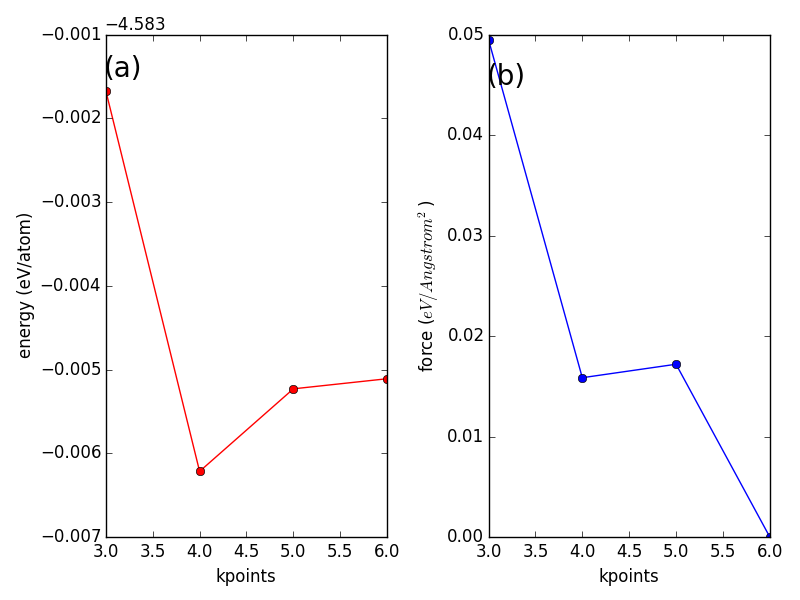 −4.583
(a)
−0.001
−0.002
−0.003
−0.004
−0.005
−0.006
−0.007
energy (eV/atom)
3.0 3.5 4.0 4.5 5.0 5.5 6.0
kpoints
(b)
0.05
0.04
0.03
0.02
0.01
0.00
force (eV/Angstrom² )
3.0 3.5 4.0 4.5 5.0 5.5 6.0
kpoints